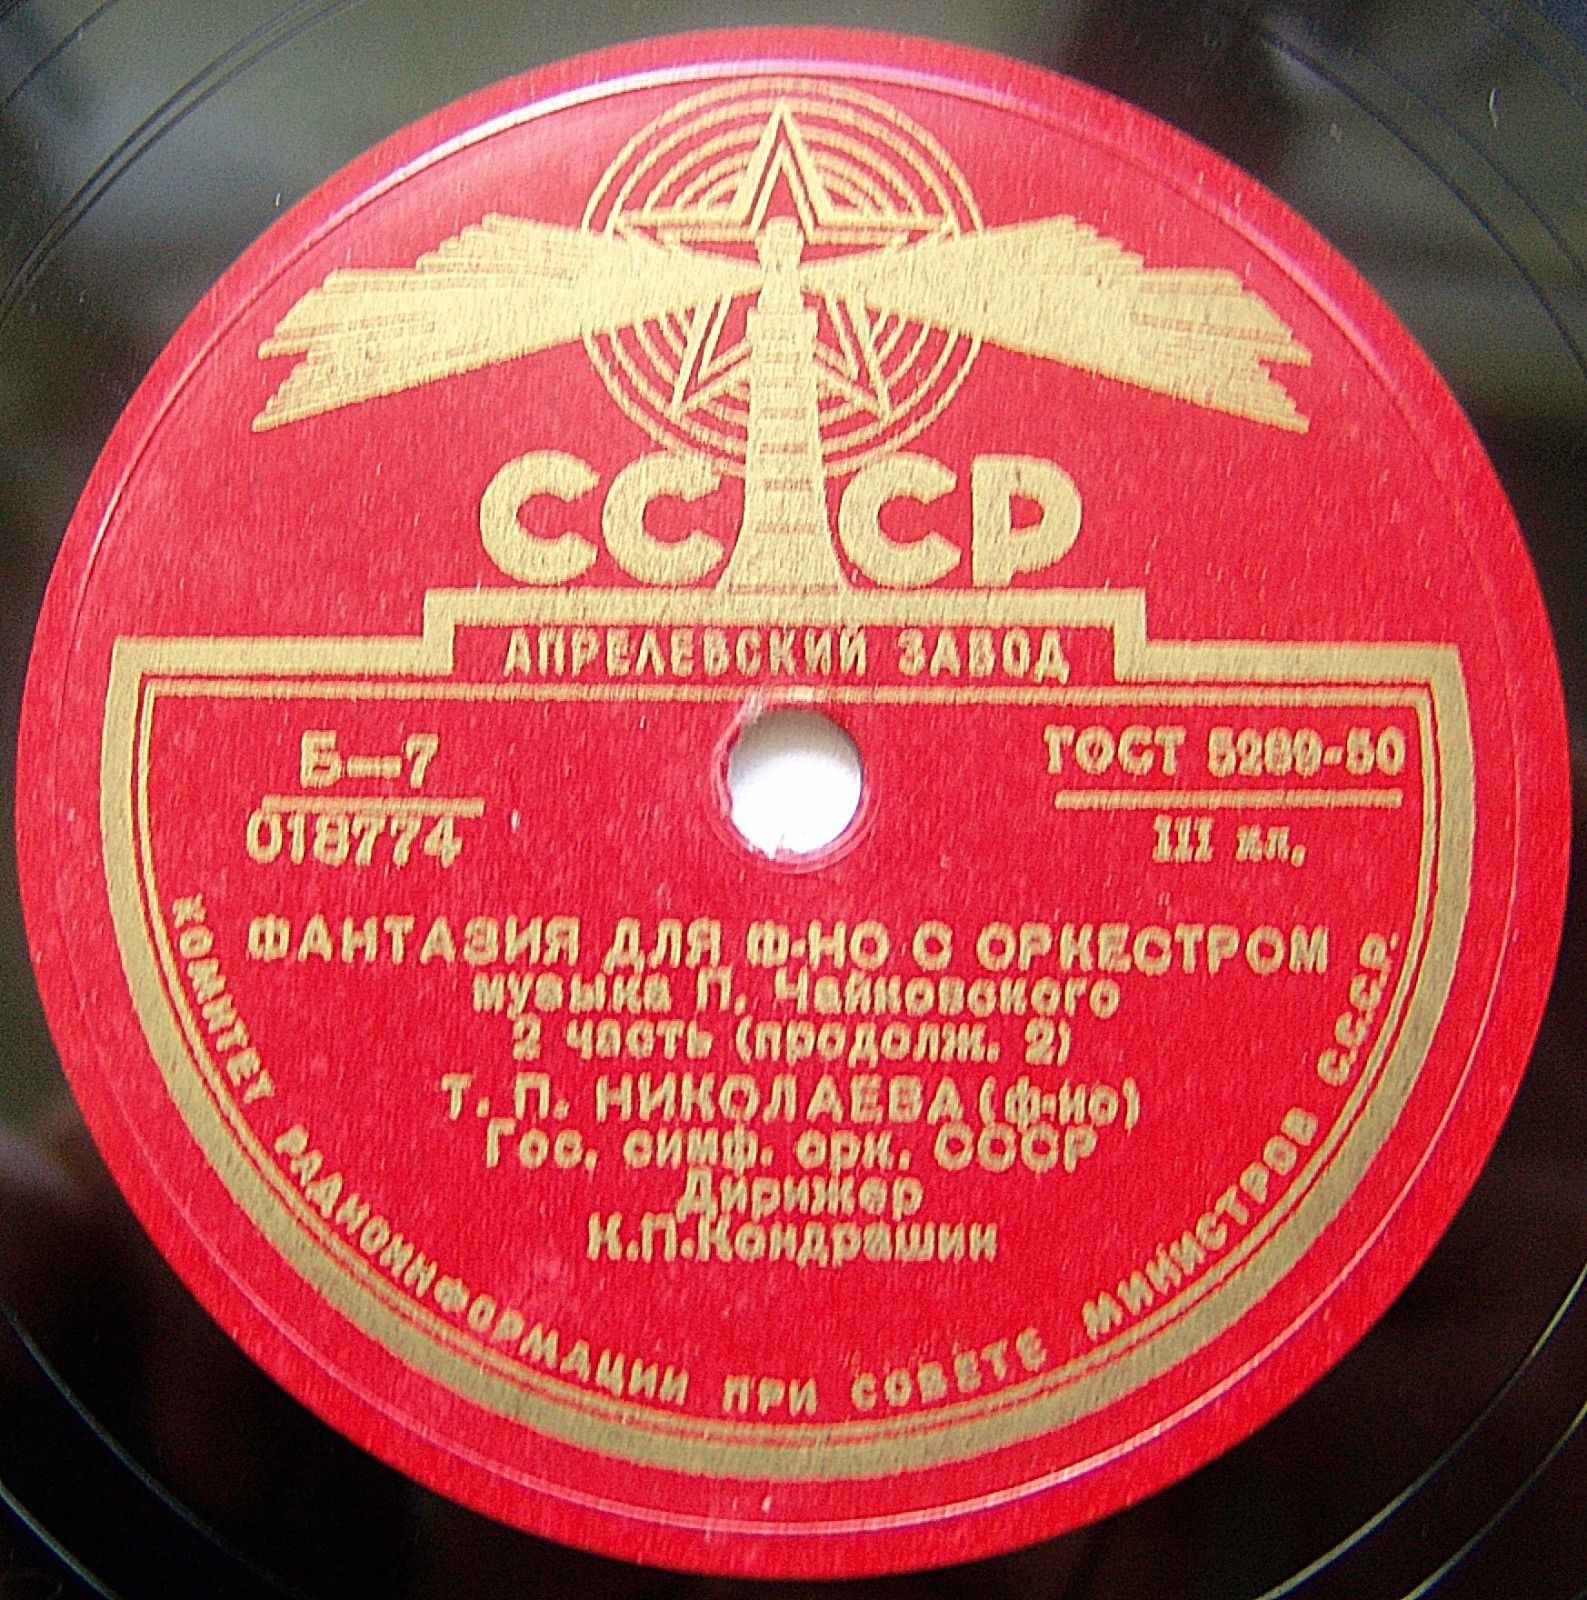 СССР
АПРЕЛЕВСКИЙ ЗАВОД
Б—7
018774
ГОСТ 5289-50
III кл.
ФАНТАЗИЯ ДЛЯ Ф-НО С ОРКЕСТРОМ
музыка П. Чайковского
2 часть (продолж. 2)
Т. П. НИКОЛАЕВА (ф-но)
Гос. симф. орк. СССР
Дирижер
К.П.Кондрашин
КОМИТЕТ РАДИОИНФОРМАЦИИ ПРИ СОВЕТЕ МИНИСТРОВ С.С.С.Р.